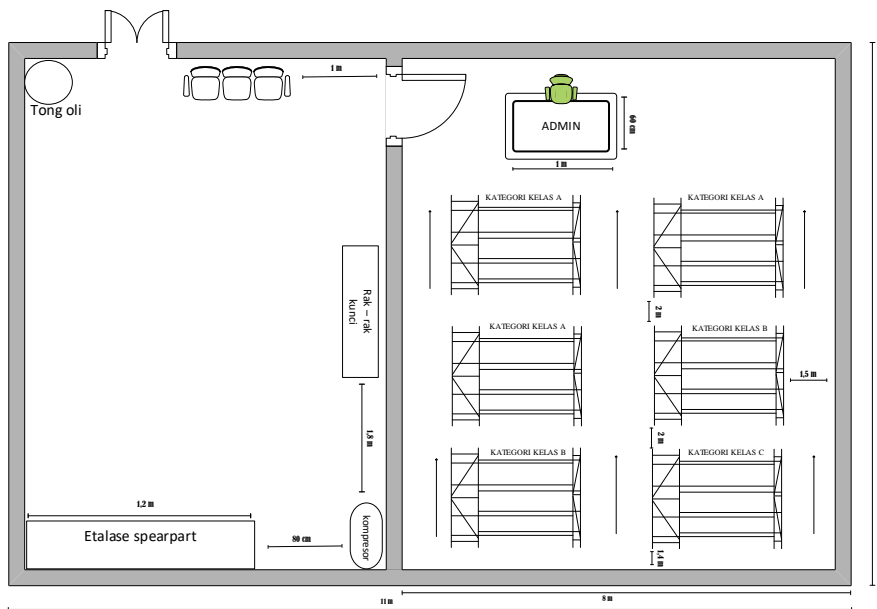 1 m
Tong oli
ADMIN
60 cm
1 m
KATEGORI KELAS A
KATEGORI KELAS A
Rak – rak
kunci
2 m
KATEGORI KELAS A
KATEGORI KELAS B
1,5 m
1,8 m
2 m
KATEGORI KELAS B
KATEGORI KELAS C
1,2 m
Etalase spearpart
80 cm
kompresor
1,4 m
8 m
11 m